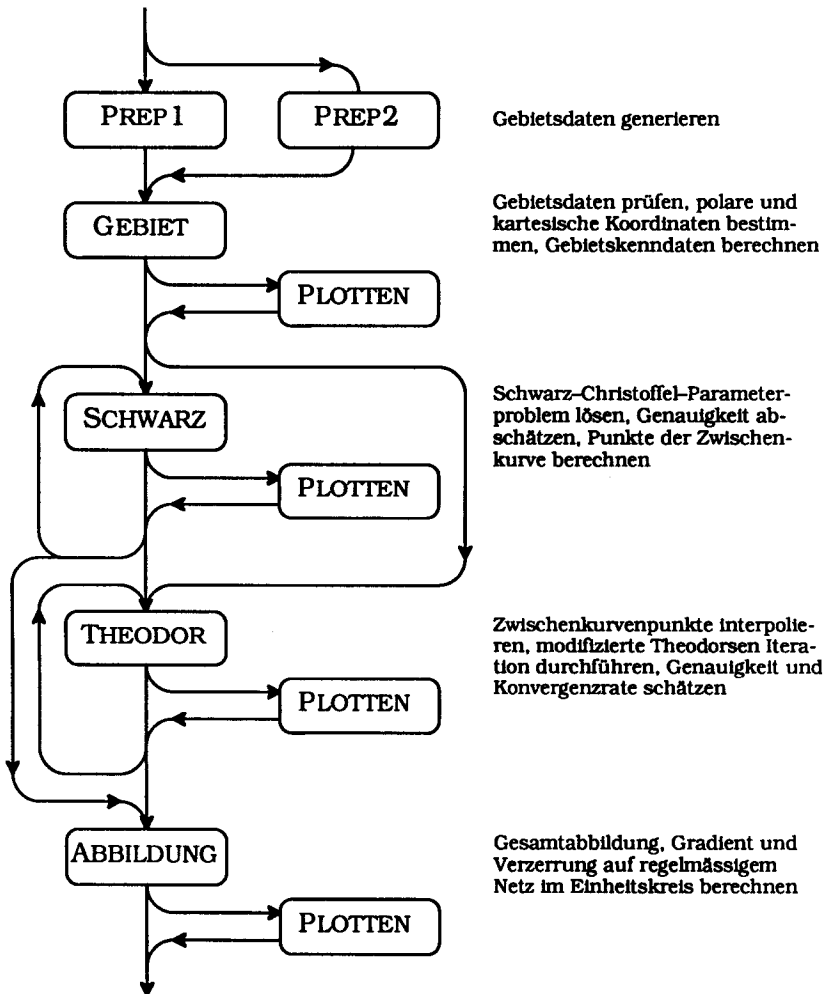 PREP1
PREP2
Gebietsdaten generieren
GEBIET
Gebietsdaten prüfen, polare und
kartesische Koordinaten bestim-
men, Gebietskenndaten berechnen
PLOTTEN
SCHWARZ
Schwarz-Christoffel-Parameter-
problem lösen, Genauigkeit ab-
schätzen, Punkte der Zwischen-
kurve berechnen
PLOTTEN
THEODOR
Zwischenkurvenpunkte interpolie-
ren, modifizierte Theodorsen Itera-
tion durchführen, Genauigkeit und
Konvergenzrate schätzen
PLOTTEN
ABBILDUNG
Gesamtabbildung, Gradient und
Verzerrung auf regelmässigem
Netz im Einheitskreis berechnen
PLOTTEN